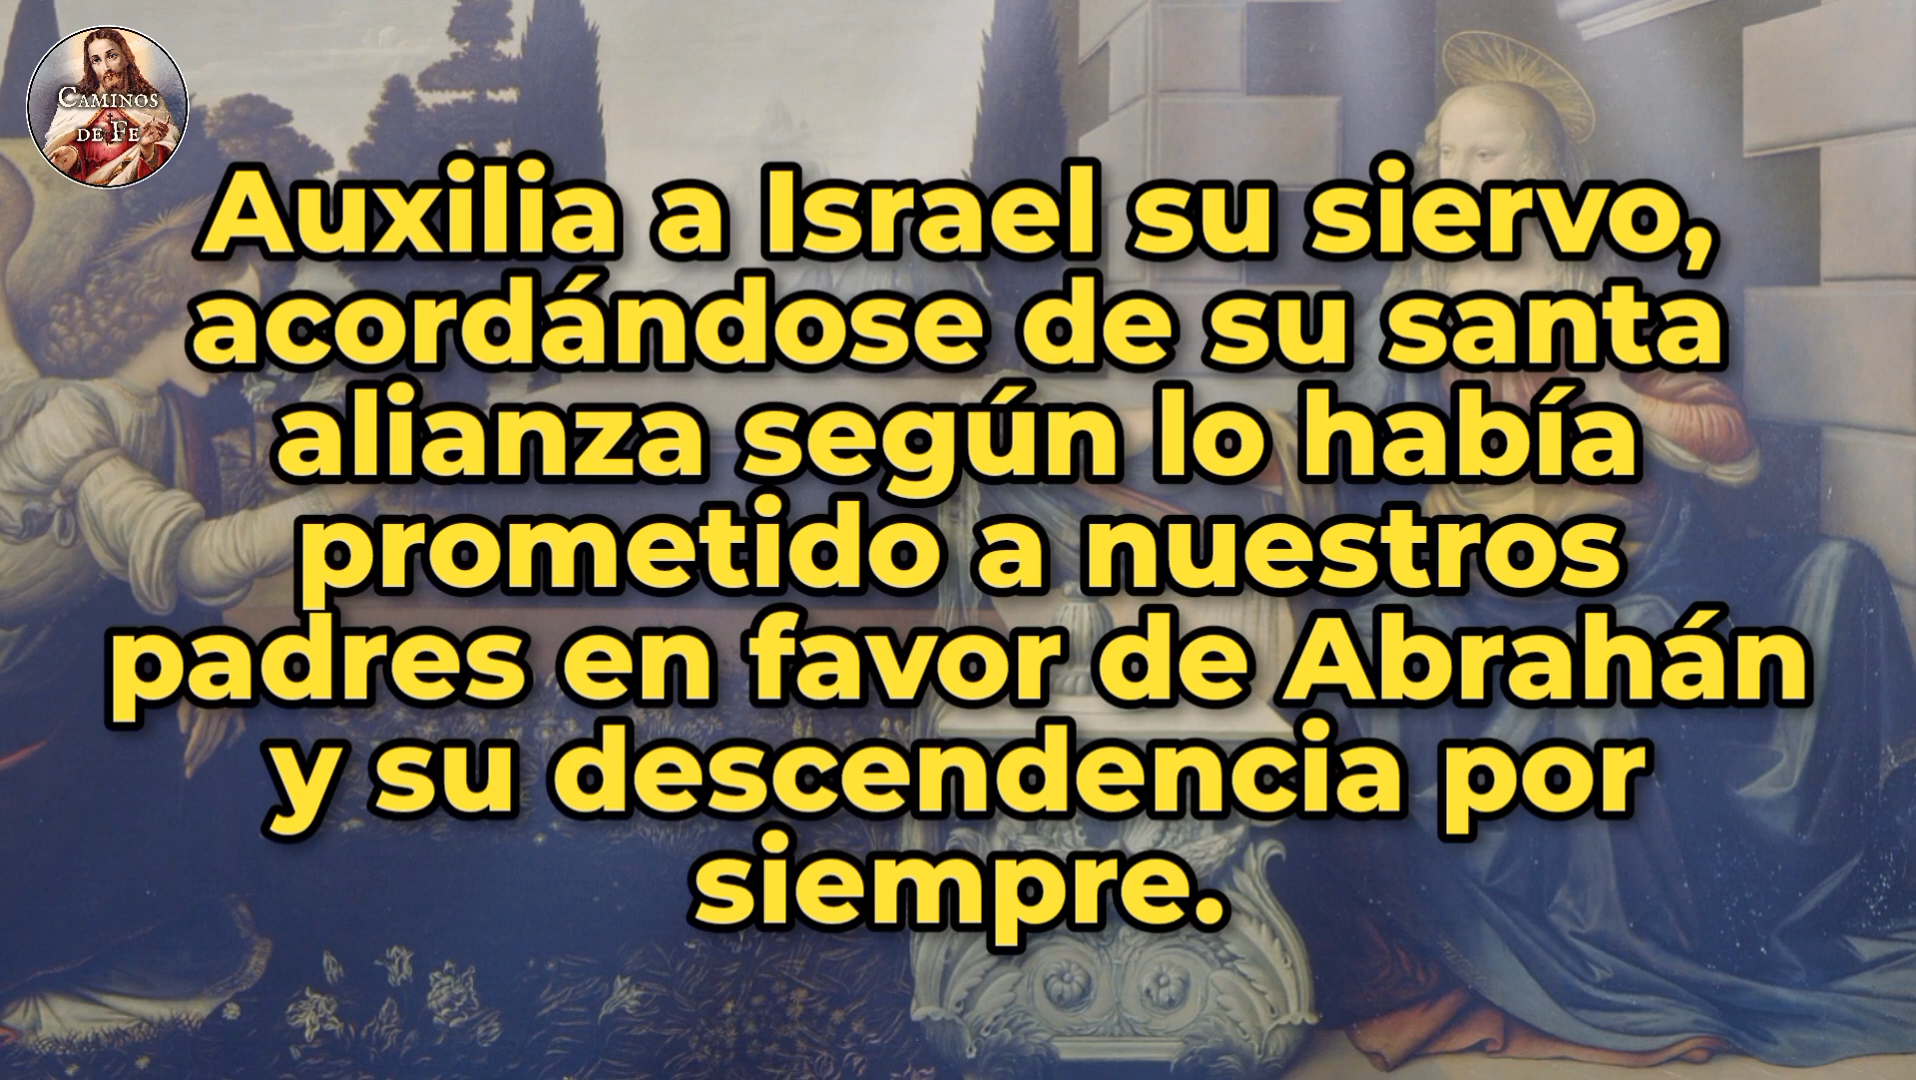 CAMINOS
DE FE
Auxilia a Israel su siervo,
acordándose de su santa
alianza según lo había
prometido a nuestros
padres en favor de Abrahán
y su descendencia por
siempre.